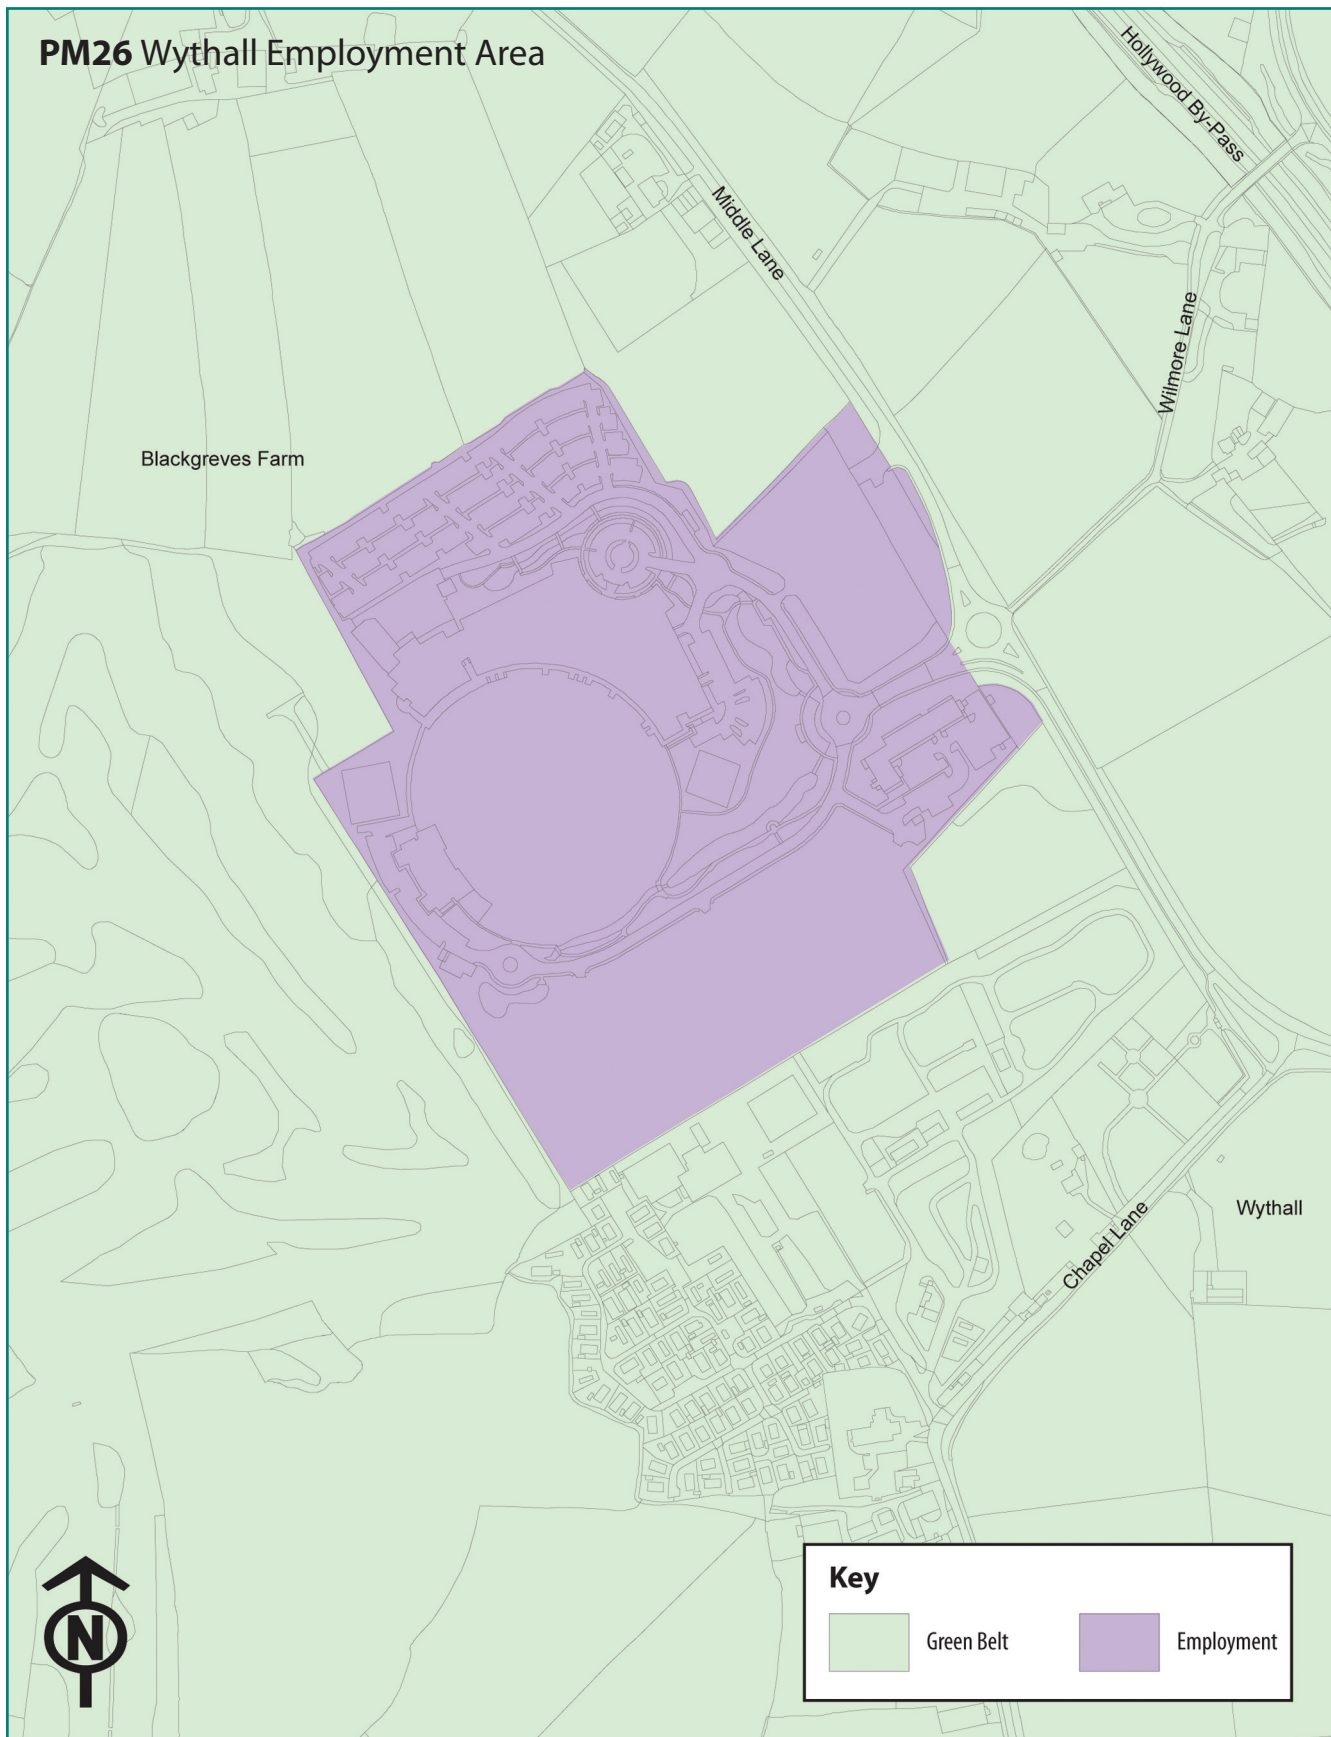 PM26 Wythall Employment Area
Hollywood By-Pass
Middle Lane
Wilmore Lane
Blackgreves Farm
Wythall
Chapel Lane
Key
Green Belt
Employment
N